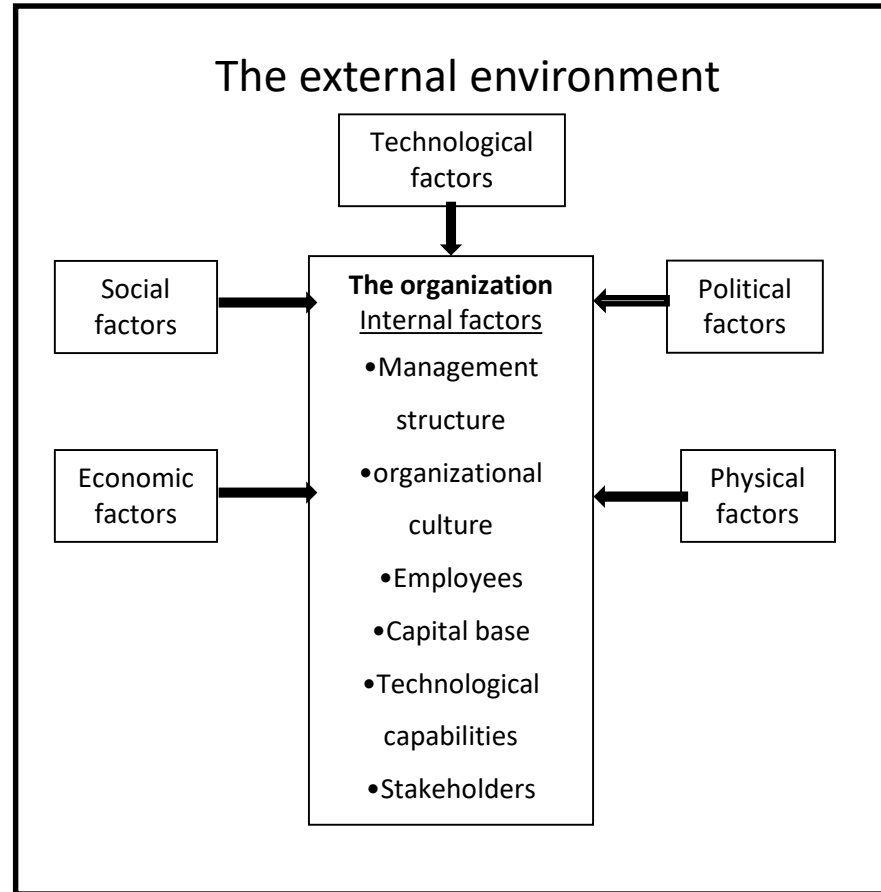 The external environment
Technological
factors
Social
factors
Economic
factors
The organization
Internal factors
•Management
structure
•organizational
culture
•Employees
•Capital base
•Technological
capabilities
•Stakeholders
Political
factors
Physical
factors